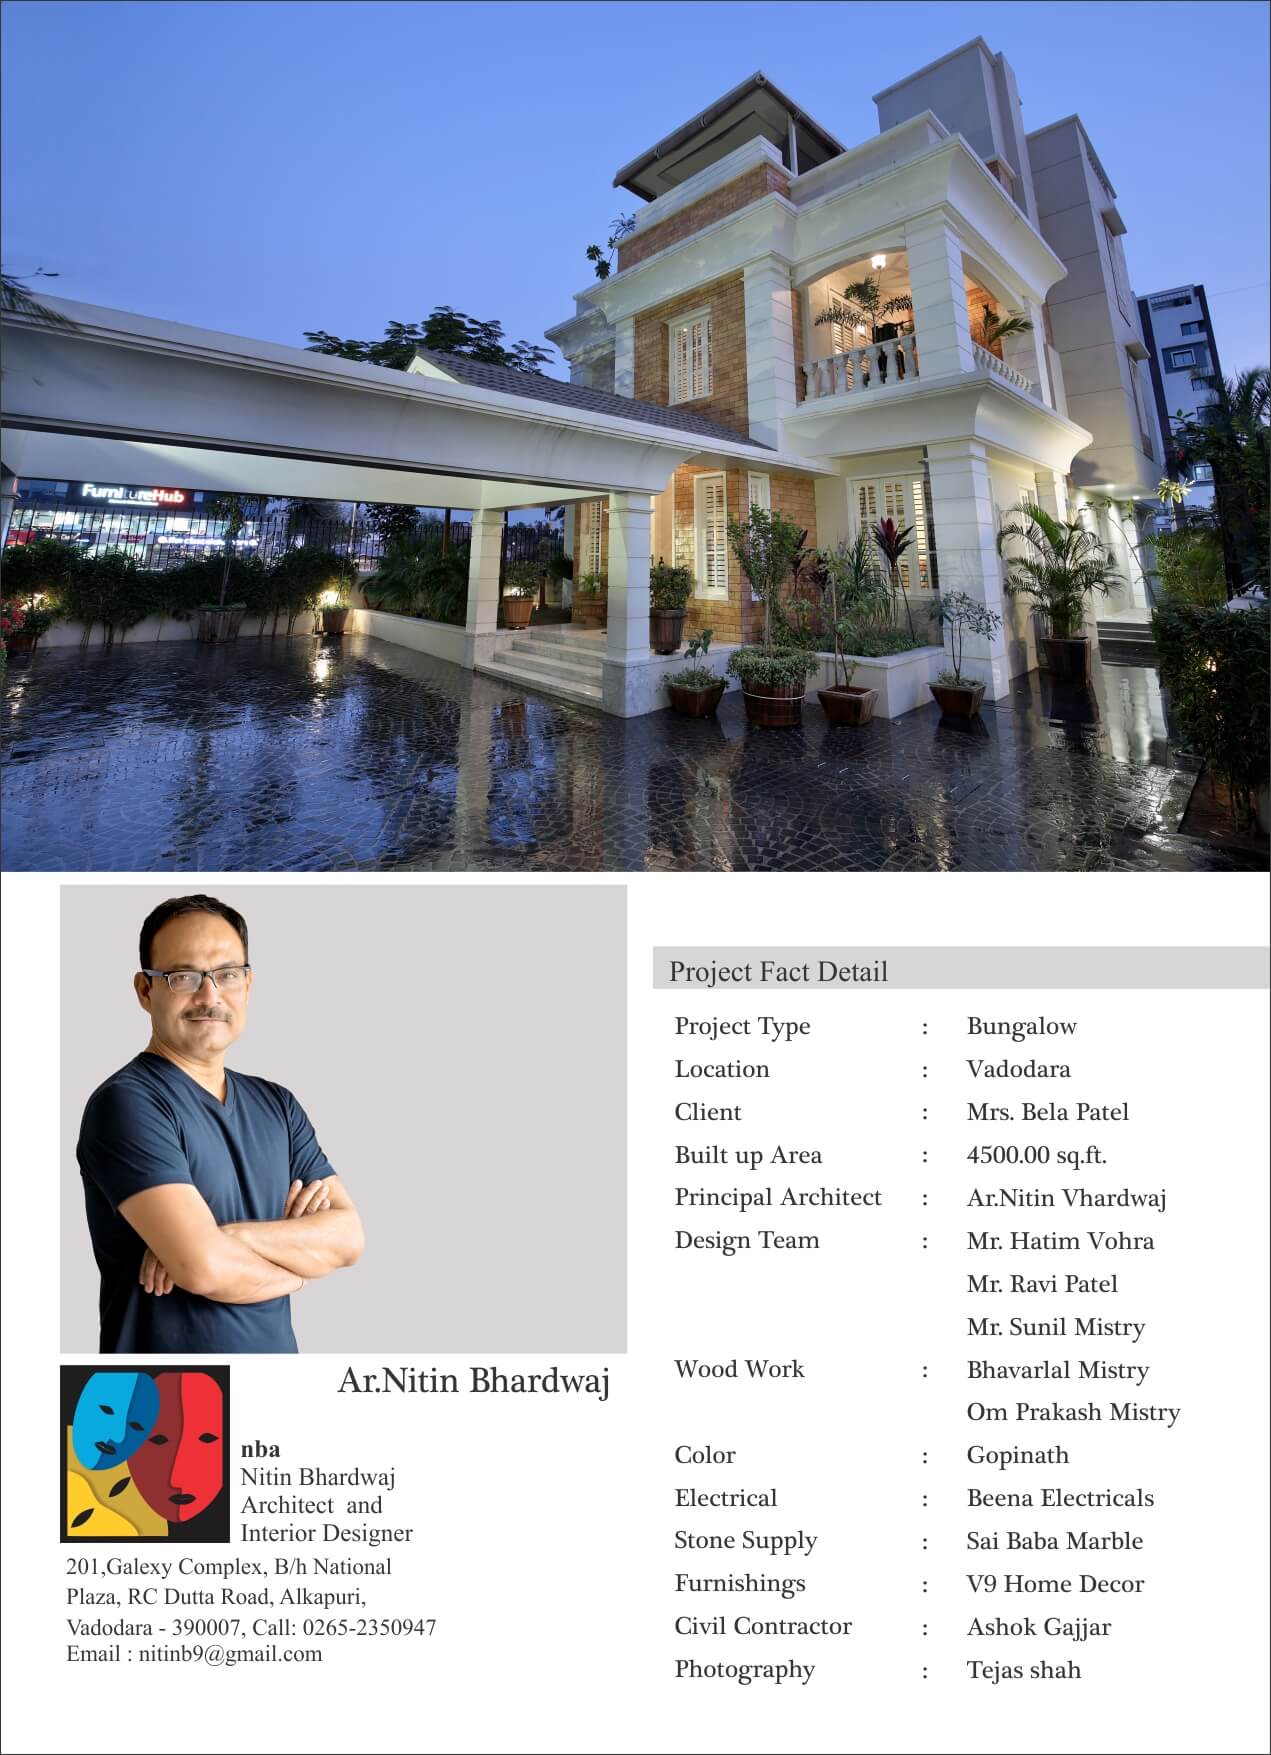 FurnitureHub
Project Fact Detail
Project Type : Bungalow
Location : Vadodara
Client : Mrs. Bela Patel
Built up Area : 4500.00 sq.ft.
Principal Architect : Ar.Nitin Vhardwaj
Design Team : Mr. Hatim Vohra
Mr. Ravi Patel
Mr. Sunil Mistry
Wood Work : Bhavarlal Mistry
Om Prakash Mistry
Color : Gopinath
Electrical : Beena Electricals
Stone Supply : Sai Baba Marble
Furnishings : V9 Home Decor
Civil Contractor : Ashok Gajjar
Photography : Tejas shah
Ar.Nitin Bhardwaj
nba
Nitin Bhardwaj
Architect and
Interior Designer
201,Galexy Complex, B/h National
Plaza, RC Dutta Road, Alkapuri,
Vadodara - 390007, Call: 0265-2350947
Email : nitinb9@gmail.com